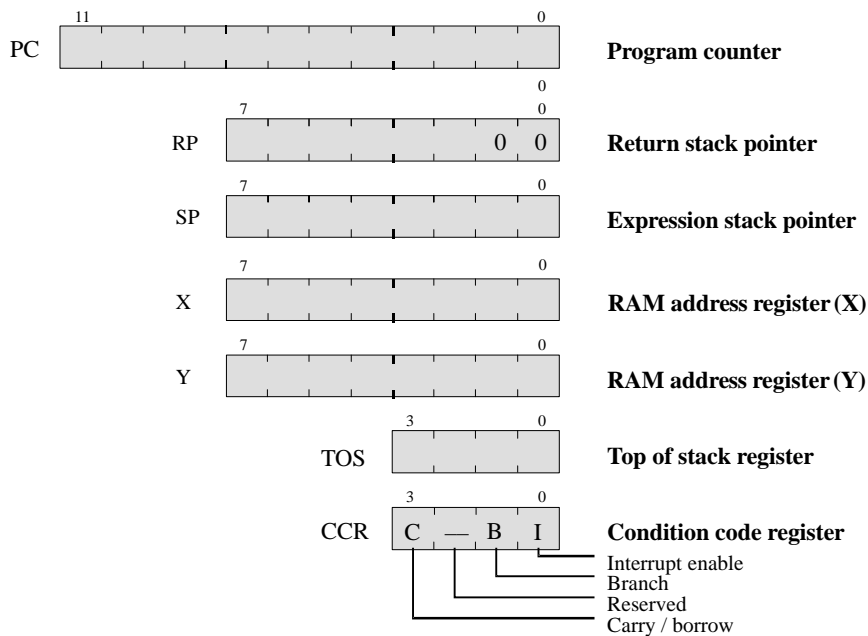 11 0
PC Program counter
0
7 0
RP 0 0 Return stack pointer
7 0
SP Expression stack pointer
7 0
X RAM address register (X)
7 0
Y RAM address register (Y)
3 0
TOS Top of stack register
3 0
CCR C — B I Condition code register
Interrupt enable
Branch
Reserved
Carry / borrow